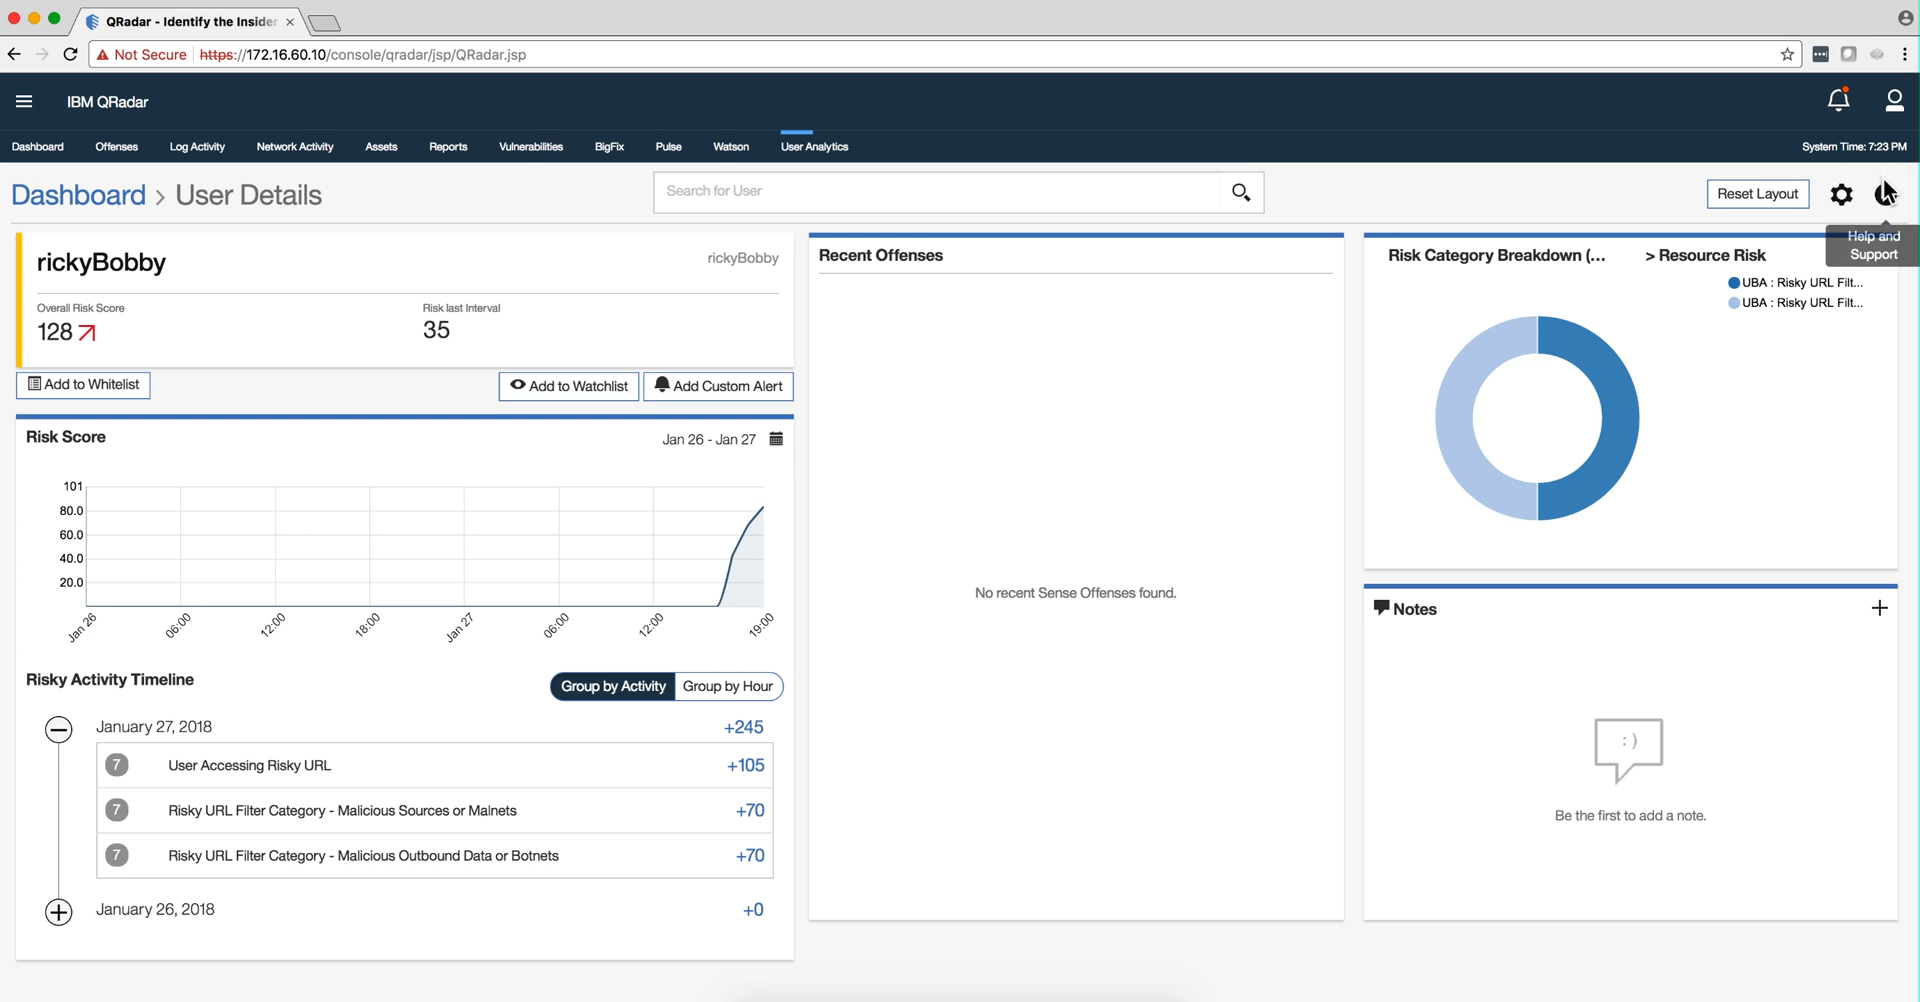 QRadar - Identify the Insider
Not Secure https://172.16.60.10/console/qradar/jsp/QRadar.jsp
IBM QRadar
Dashboard Offenses Log Activity Network Activity Assets Reports Vulnerabilities BigFix Pulse Watson User Analytics System Time: 7:23 PM
Dashboard > User Details
Search for User
Reset Layout
Help and
Support
rickyBobby
rickyBobby
Overall Risk Score
128
Risk last Interval
35
Add to Whitelist
Add to Watchlist
Add Custom Alert
Risk Score
Jan 26 - Jan 27
101
80.0
60.0
40.0
20.0
Jan 26 06:00 12:00 18:00 Jan 27 06:00 12:00 19:00
Risky Activity Timeline
Group by Activity Group by Hour
January 27, 2018 +245
7 User Accessing Risky URL +105
7 Risky URL Filter Category - Malicious Sources or Malnets +70
7 Risky URL Filter Category - Malicious Outbound Data or Botnets +70
January 26, 2018 +0
Recent Offenses
No recent Sense Offenses found.
Risk Category Breakdown (... > Resource Risk
UBA : Risky URL Filt...
UBA : Risky URL Filt...
Notes
:)
Be the first to add a note.